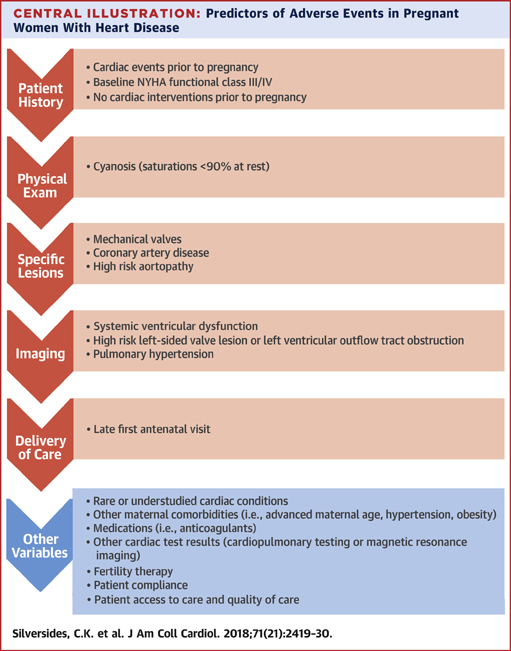 CENTRAL ILLUSTRATION: Predictors of Adverse Events in Pregnant
Women With Heart Disease
Patient
History
• Cardiac events prior to pregnancy
• Baseline NYHA functional class III/IV
• No cardiac interventions prior to pregnancy
Physical
Exam
• Cyanosis (saturations <90% at rest)
Specific
Lesions
• Mechanical valves
• Coronary artery disease
• High risk aortopathy
Imaging
• Systemic ventricular dysfunction
• High risk left-sided valve lesion or left ventricular outflow tract obstruction
• Pulmonary hypertension
Delivery
of Care
• Late first antenatal visit
Other
Variables
• Rare or understudied cardiac conditions
• Other maternal comorbidities (i.e., advanced maternal age, hypertension, obesity)
• Medications (i.e., anticoagulants)
• Other cardiac test results (cardiopulmonary testing or magnetic resonance
imaging)
• Fertility therapy
• Patient compliance
• Patient access to care and quality of care
Silversides, C.K. et al. J Am Coll Cardiol. 2018;71(21):2419–30.